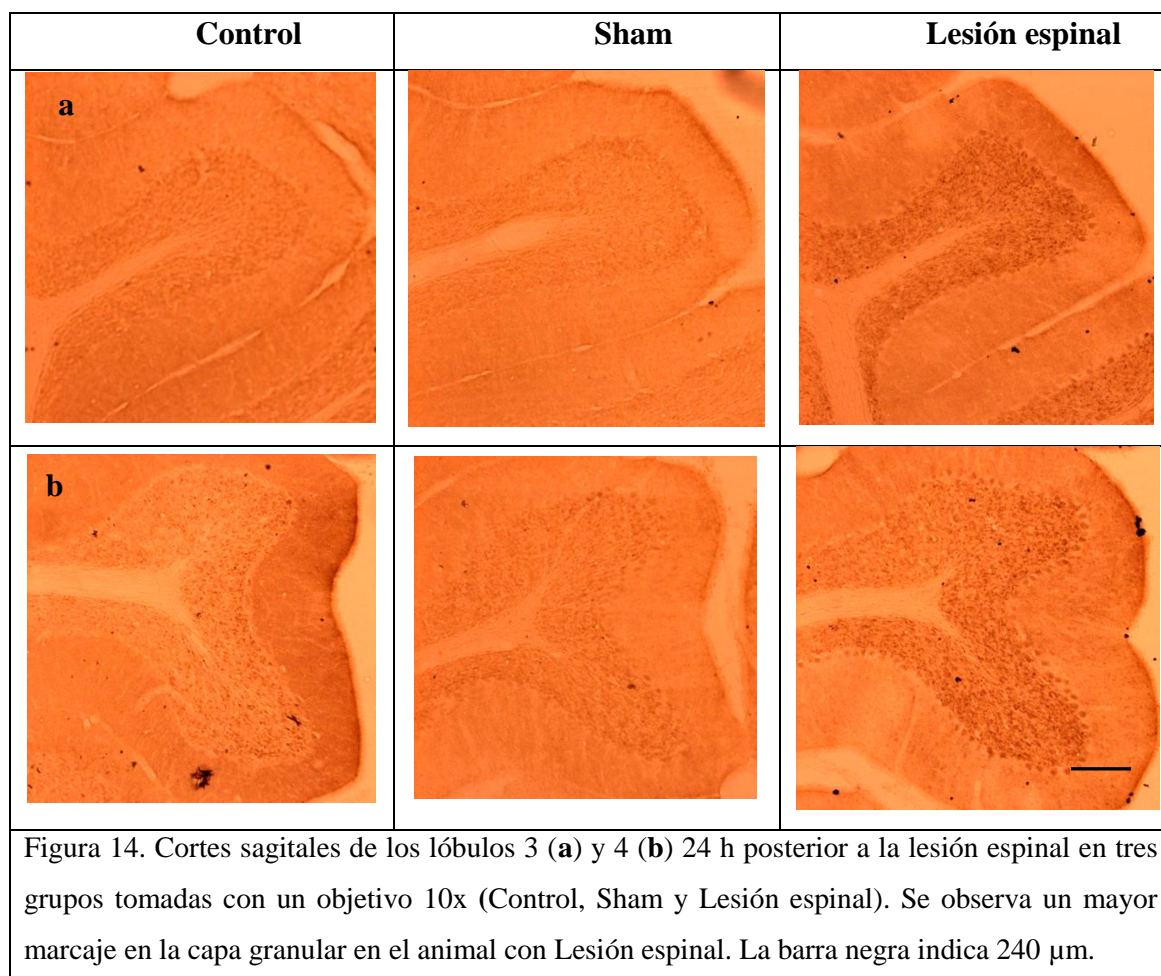 Control Sham Lesión espinal
a
b
Figura 14. Cortes sagitales de los lóbulos 3 (a) y 4 (b) 24 h posterior a la lesión espinal en tres
grupos tomadas con un objetivo 10x (Control, Sham y Lesión espinal). Se observa un mayor
marcaje en la capa granular en el animal con Lesión espinal. La barra negra indica 240 µm.